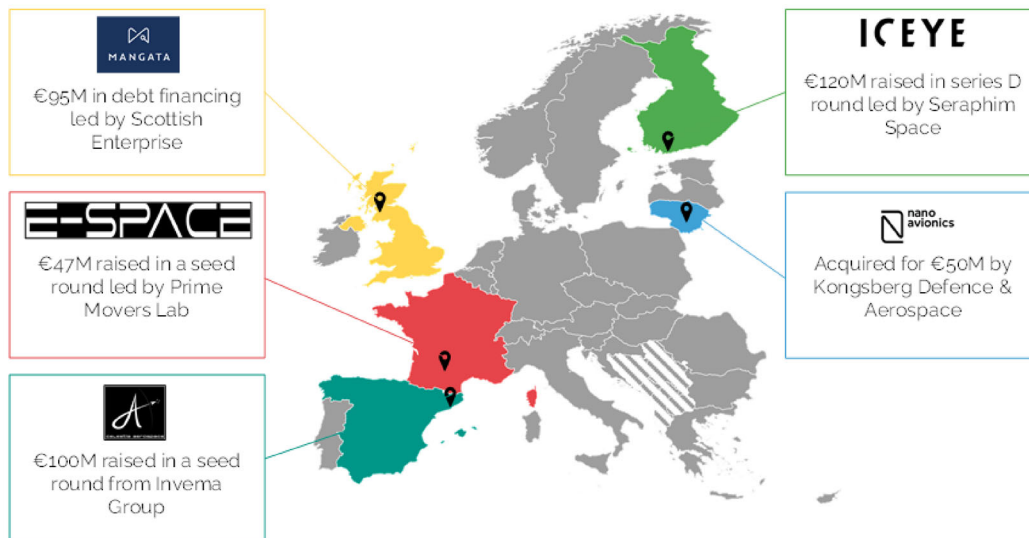 MANGATA
€95M in debt financing
led by Scottish
Enterprise
E-SPACE
€47M raised in a seed
round led by Prime
Movers Lab
€100M raised in a seed
round from Invema
Group
ICEYE
€120M raised in series D
round led by Seraphim
Space
nano
avionics
Acquired for €50M by
Kongsberg Defence &
Aerospace